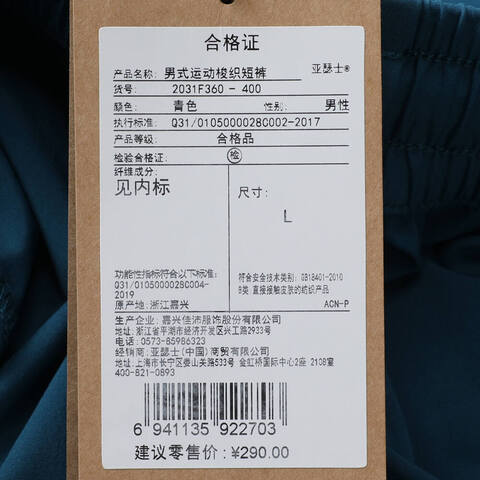 合格证
产品名称: 男式运动梭织短裤 亚瑟士®
货号: 2031F360 - 400
颜色: 青色 性别: 男性
执行标准: Q31/0105000028C002-2017
产品等级: 合格品
检验合格证: 检
纤维成分:
见内标
尺寸:
L
功能性指标符合以下标准:
Q31/0105000028C004-
2019
原产地: 浙江嘉兴
符合安全技术类别: GB18401-2010
B类 直接接触皮肤的纺织产品
ACN-P
生产企业: 嘉兴佳沛服饰股份有限公司
地址: 浙江省平湖市经济开发区兴工路2933号
电话: 0573-85986323
经销商: 亚瑟士(中国)商贸有限公司
地址: 上海市长宁区娄山关路533号 金虹桥国际中心2座 2108室
400-821-0893
6 941135 922703
建议零售价: ¥290.00